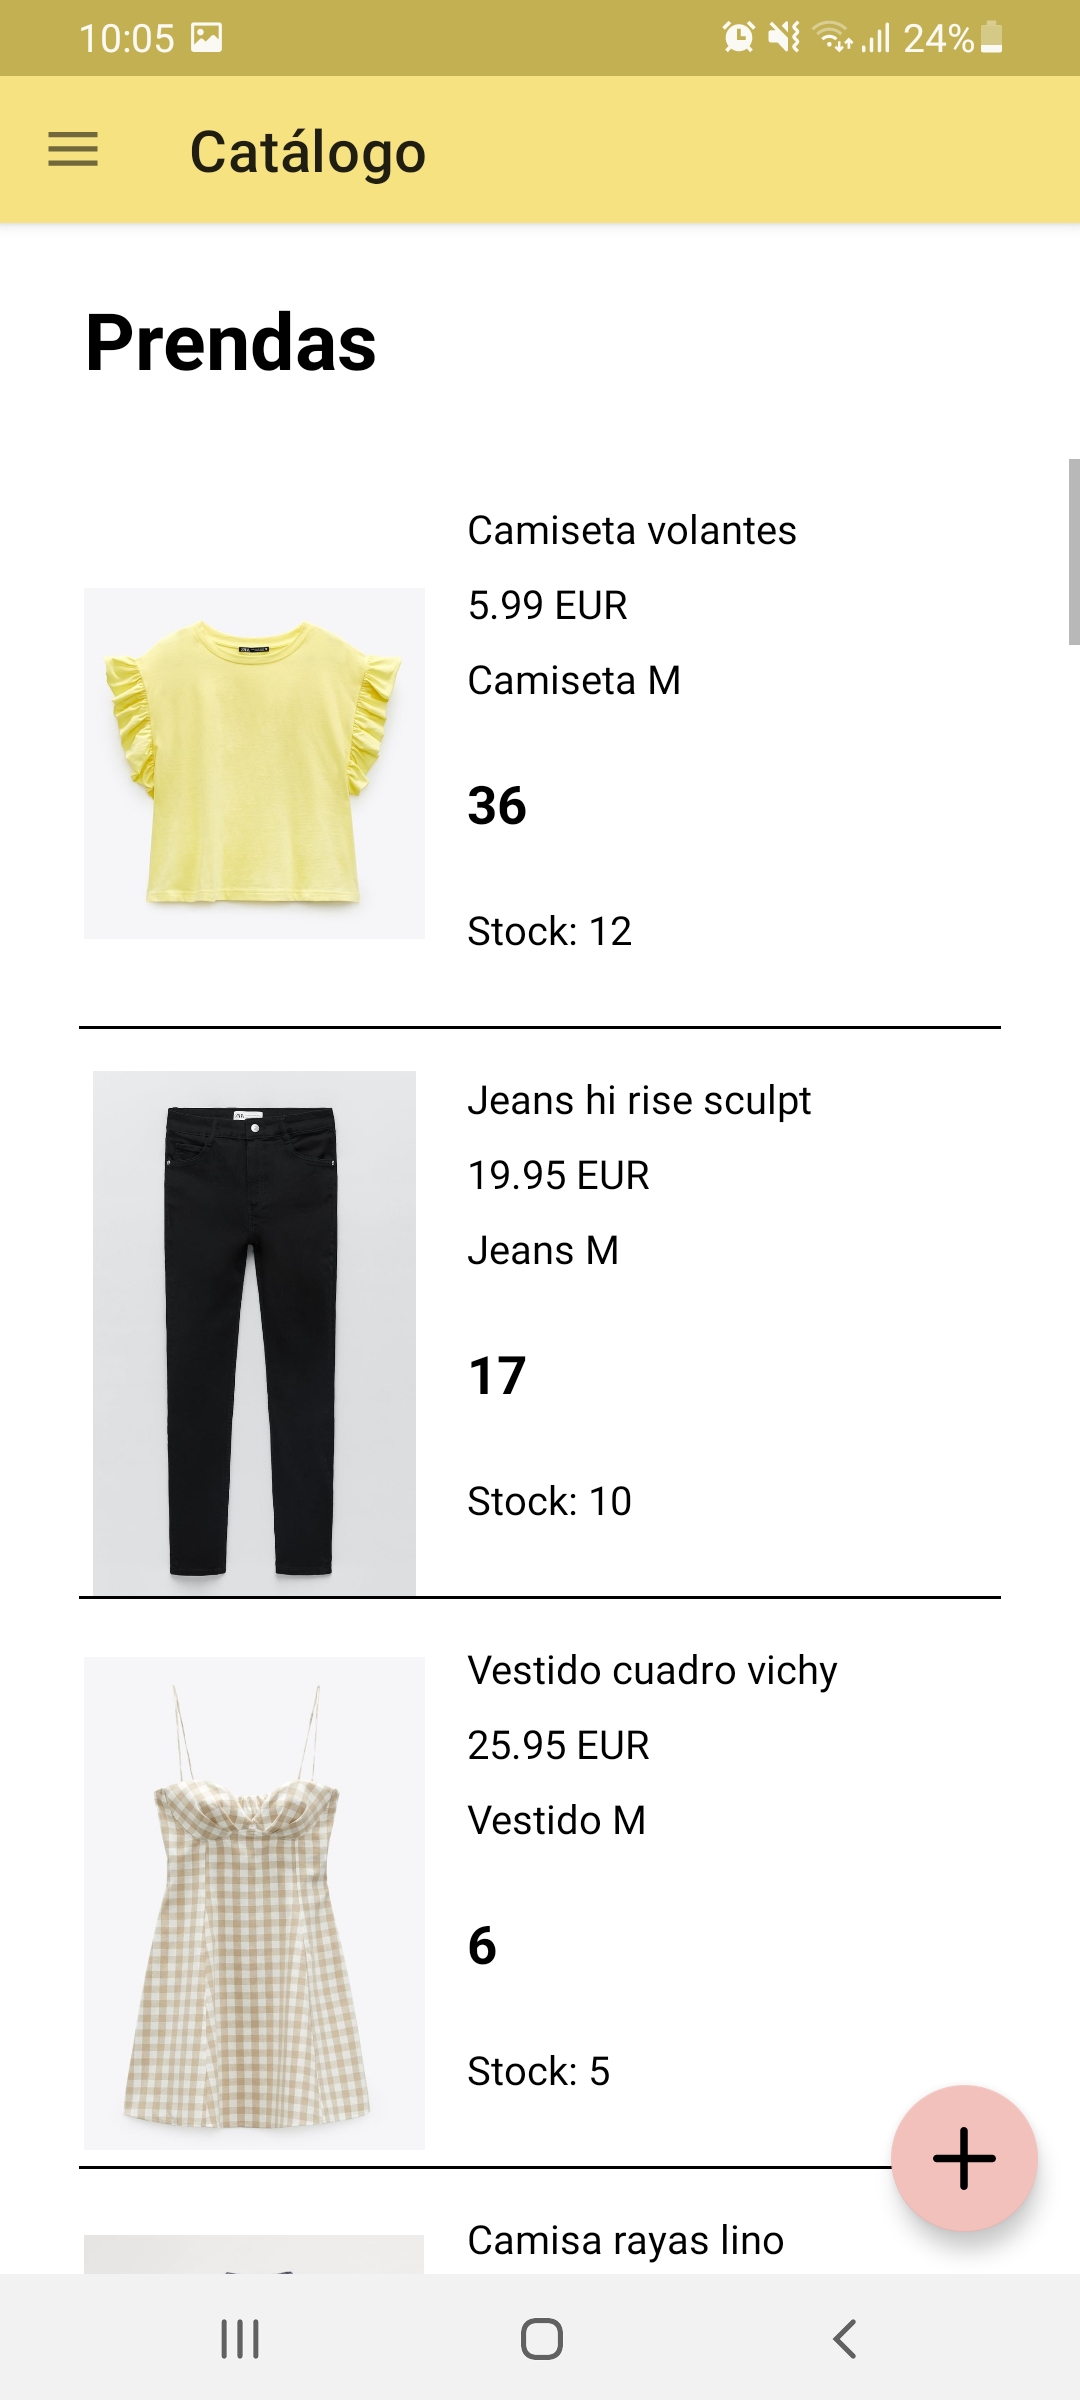 10:05
24%
Catálogo
Prendas
Camiseta volantes
5.99 EUR
Camiseta M
36
Stock: 12
Jeans hi rise sculpt
19.95 EUR
Jeans M
17
Stock: 10
Vestido cuadro vichy
25.95 EUR
Vestido M
6
Stock: 5
Camisa rayas lino